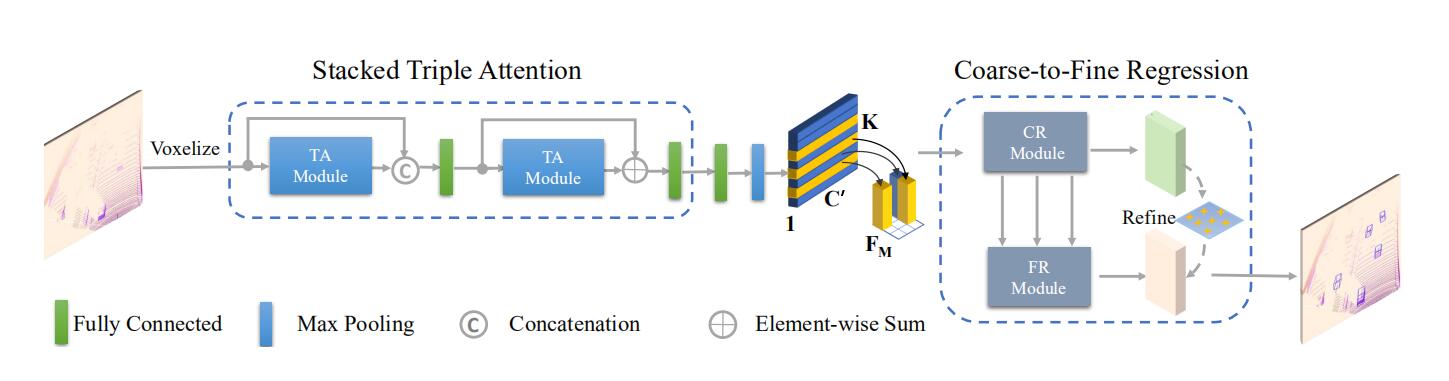 Stacked Triple Attention
Coarse-to-Fine Regression
Voxelize
TA
Module
C
TA
Module
K
C′
1
F_M
CR
Module
Refine
FR
Module
Fully Connected
Max Pooling
C
Concatenation
Element-wise Sum